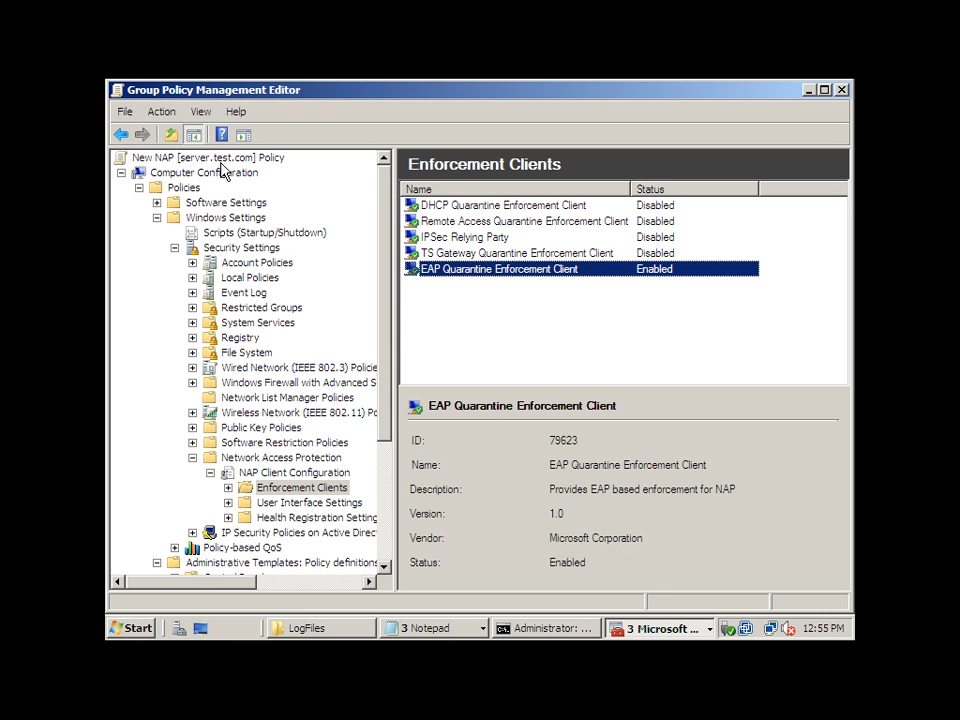 Group Policy Management Editor
File Action View Help
New NAP [server.test.com] Policy
Computer Configuration
Policies
Software Settings
Windows Settings
Scripts (Startup/Shutdown)
Security Settings
Account Policies
Local Policies
Event Log
Restricted Groups
System Services
Registry
File System
Wired Network (IEEE 802.3) Policie
Windows Firewall with Advanced S
Network List Manager Policies
Wireless Network (IEEE 802.11) Po
Public Key Policies
Software Restriction Policies
Network Access Protection
NAP Client Configuration
Enforcement Clients
User Interface Settings
Health Registration Setting
IP Security Policies on Active Direc
Policy-based QoS
Administrative Templates: Policy definitions
Enforcement Clients
Name Status
DHCP Quarantine Enforcement Client Disabled
Remote Access Quarantine Enforcement Client Disabled
IPSec Relying Party Disabled
TS Gateway Quarantine Enforcement Client Disabled
EAP Quarantine Enforcement Client Enabled
EAP Quarantine Enforcement Client
ID: 79623
Name: EAP Quarantine Enforcement Client
Description: Provides EAP based enforcement for NAP
Version: 1.0
Vendor: Microsoft Corporation
Status: Enabled
Start LogFiles 3 Notepad Administrator: ... 3 Microsoft ... 12:55 PM